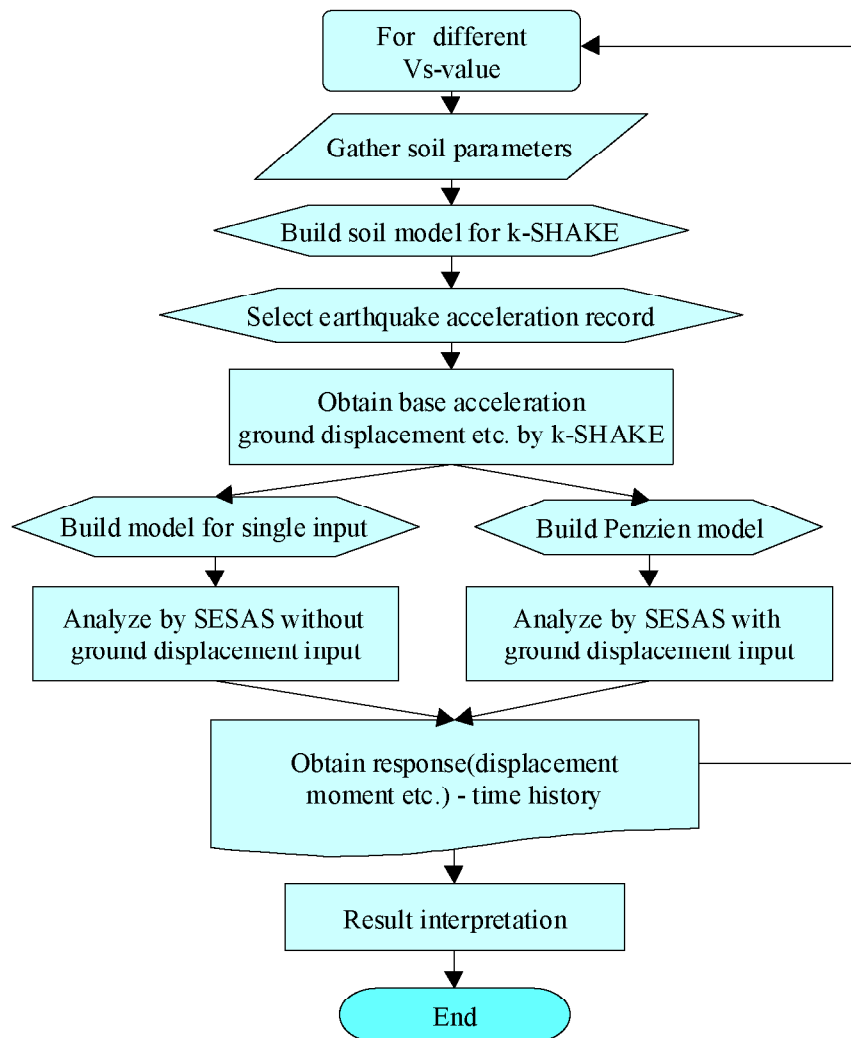 For different
Vs-value
Gather soil parameters
Build soil model for k-SHAKE
Select earthquake acceleration record
Obtain base acceleration
ground displacement etc. by k-SHAKE
Build model for single input
Build Penzien model
Analyze by SESAS without
ground displacement input
Analyze by SESAS with
ground displacement input
Obtain response(displacement
moment etc.) - time history
Result interpretation
End